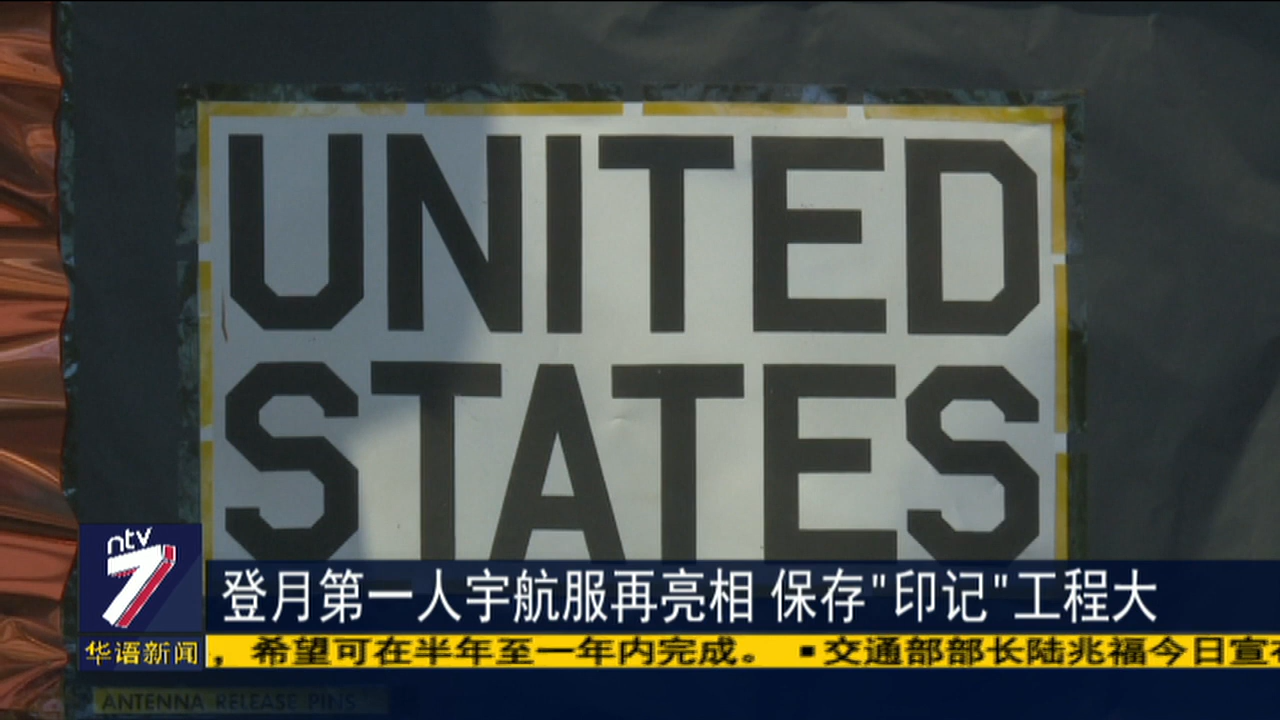 UNITED
STATES
ntv
7
登月第一人宇航服再亮相 保存"印记"工程大
华语新闻
，希望可在半年至一年内完成。 ▪交通部部长陆兆福今日宣
ANTENNA RELEASE PINS